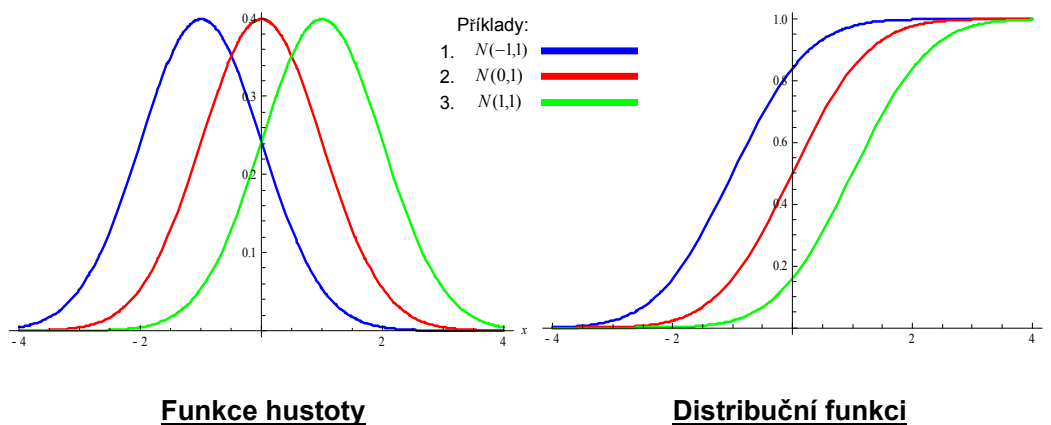 Příklady:
1. N(−1,1)
2. N(0,1)
3. N(1,1)
0.4
0.3
0.2
0.1
- 4
- 2
2
4
x
1.0
0.8
0.6
0.4
0.2
- 4
- 2
2
4
Funkce hustoty
Distribuční funkci